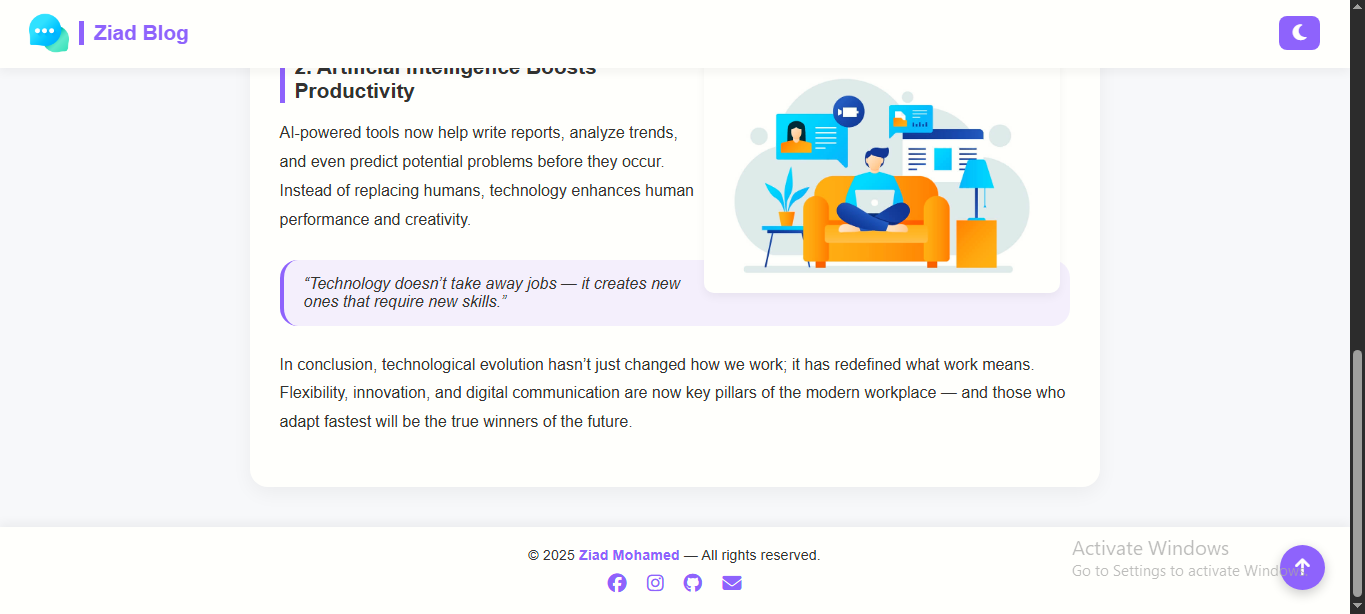 Ziad Blog
2. Artificial Intelligence Boosts
Productivity
AI-powered tools now help write reports, analyze trends,
and even predict potential problems before they occur.
Instead of replacing humans, technology enhances human
performance and creativity.
“Technology doesn’t take away jobs — it creates new
ones that require new skills.”
In conclusion, technological evolution hasn’t just changed how we work; it has redefined what work means.
Flexibility, innovation, and digital communication are now key pillars of the modern workplace — and those who
adapt fastest will be the true winners of the future.
© 2025 Ziad Mohamed — All rights reserved.
Activate Windows
Go to Settings to activate Windows.